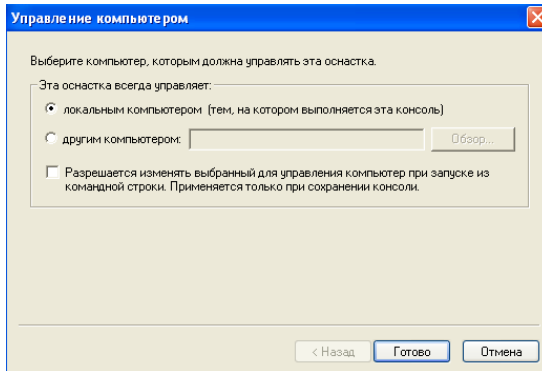 Управление компьютером
Выберите компьютер, которым должна управлять эта оснастка.
Эта оснастка всегда управляет:
локальным компьютером (тем, на котором выполняется эта консоль)
другим компьютером:
Обзор...
Разрешается изменять выбранный для управления компьютер при запуске из
командной строки. Применяется только при сохранении консоли.
< Назад
Готово
Отмена